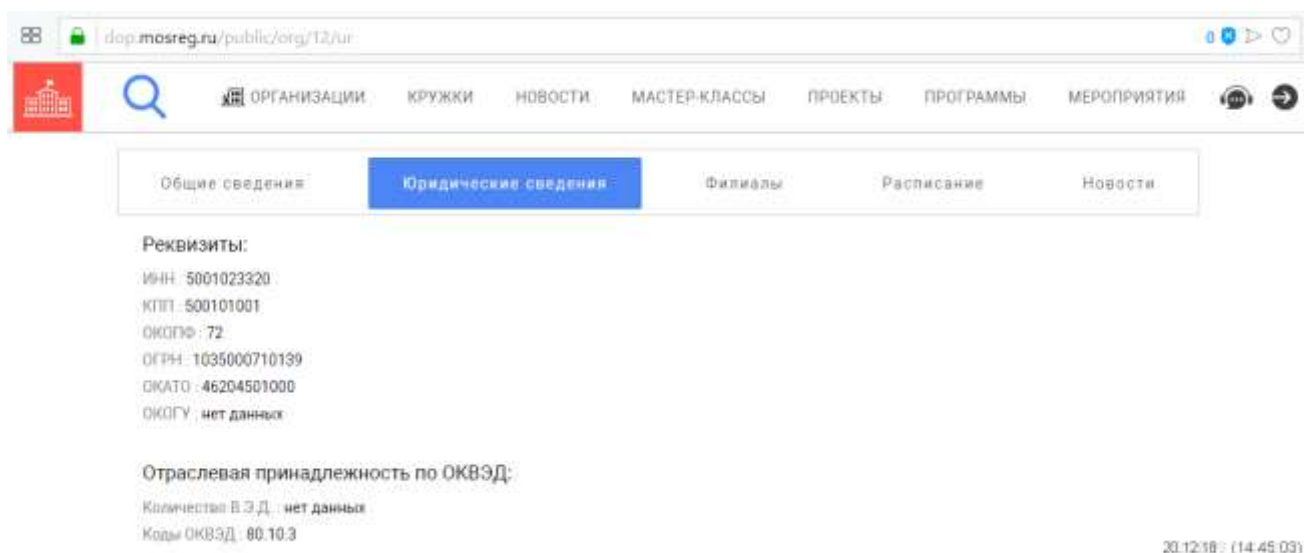 dop.mosreg.ru/public/org/12/ur 0
ОРГАНИЗАЦИИ КРУЖКИ НОВОСТИ МАСТЕР-КЛАССЫ ПРОЕКТЫ ПРОГРАММЫ МЕРОПРИЯТИЯ
Общие сведения Юридические сведения Филиалы Расписание Новости
Реквизиты:
ИНН : 5001023320
КПП : 500101001
ОКОПФ : 72
ОГРН : 1035000710139
ОКАТО : 46204501000
ОКОГУ : нет данных
Отраслевая принадлежность по ОКВЭД:
Количество В.Э.Д. : нет данных
Коды ОКВЭД : 80.10.3
20.12.18 : (14:45:03)